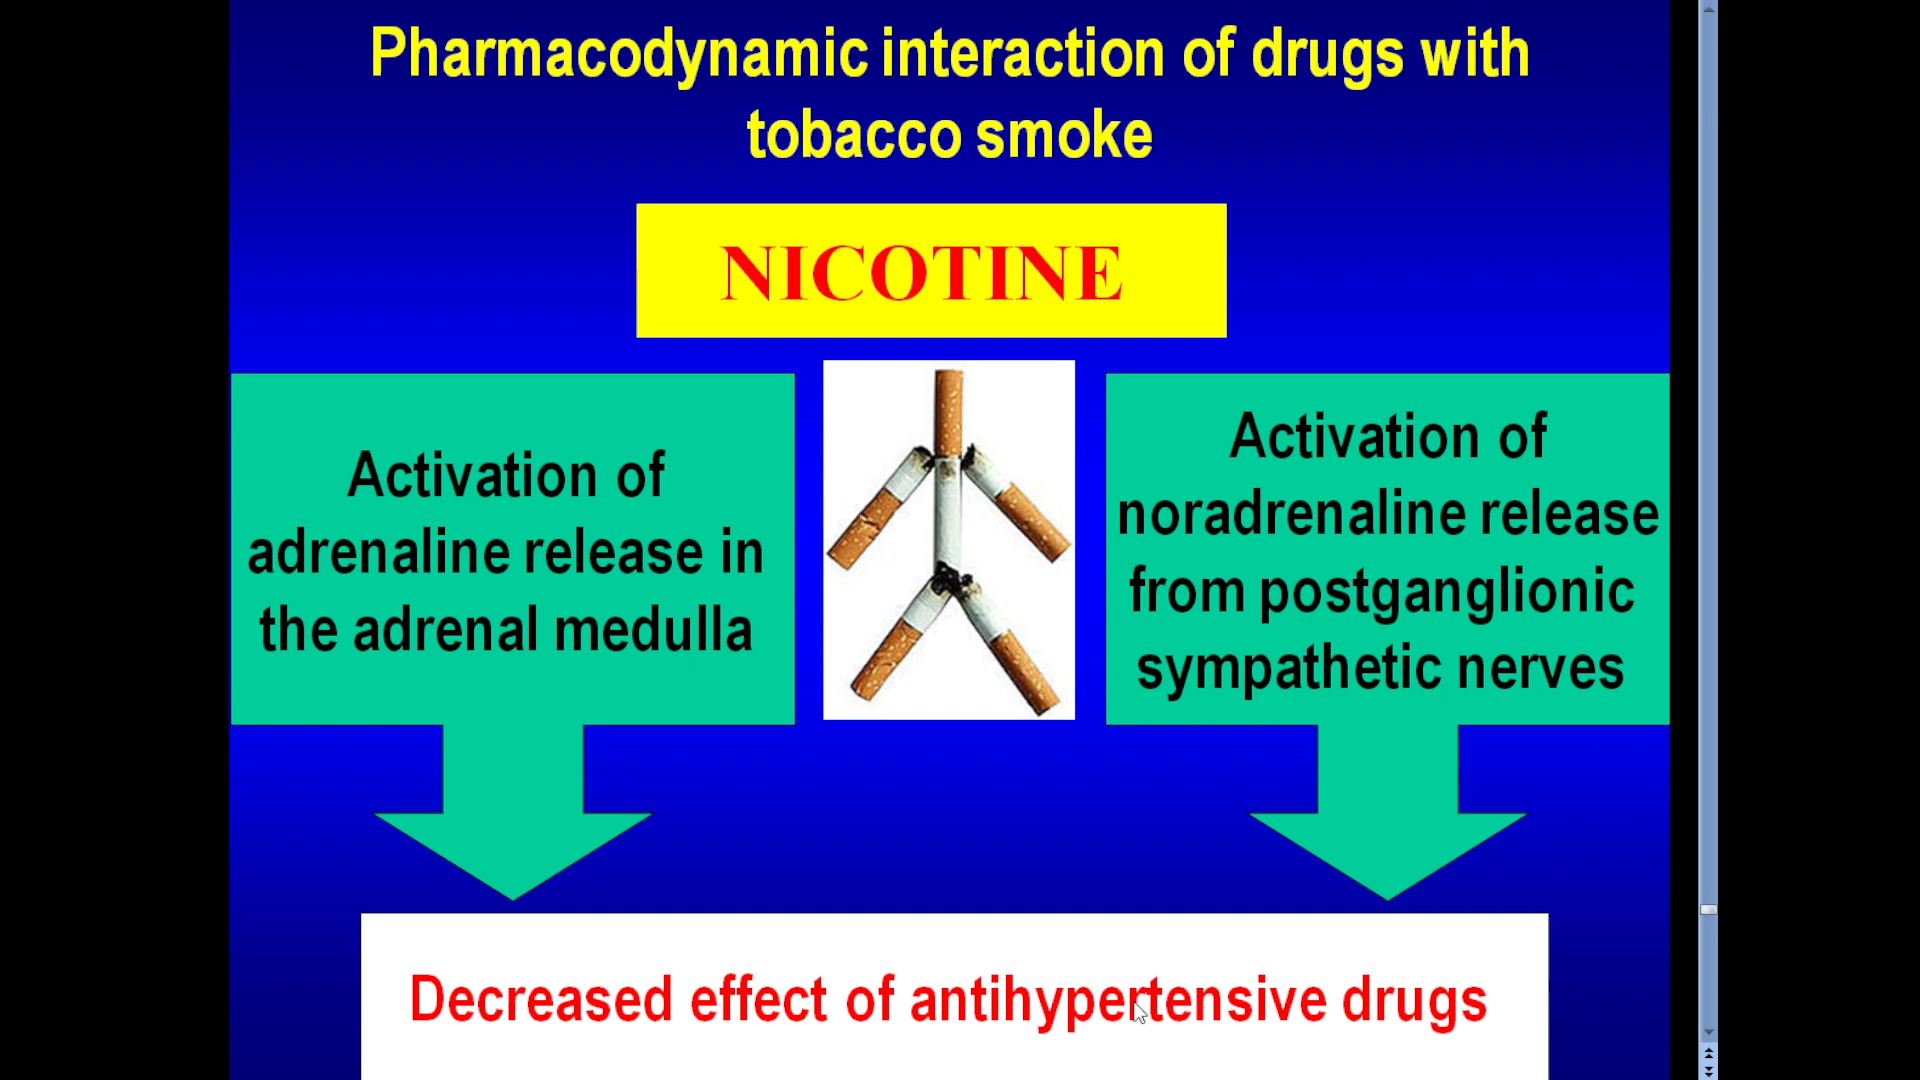 Pharmacodynamic interaction of drugs with
tobacco smoke
NICOTINE
Activation of
adrenaline release in
the adrenal medulla
Activation of
noradrenaline release
from postganglionic
sympathetic nerves
Decreased effect of antihypertensive drugs